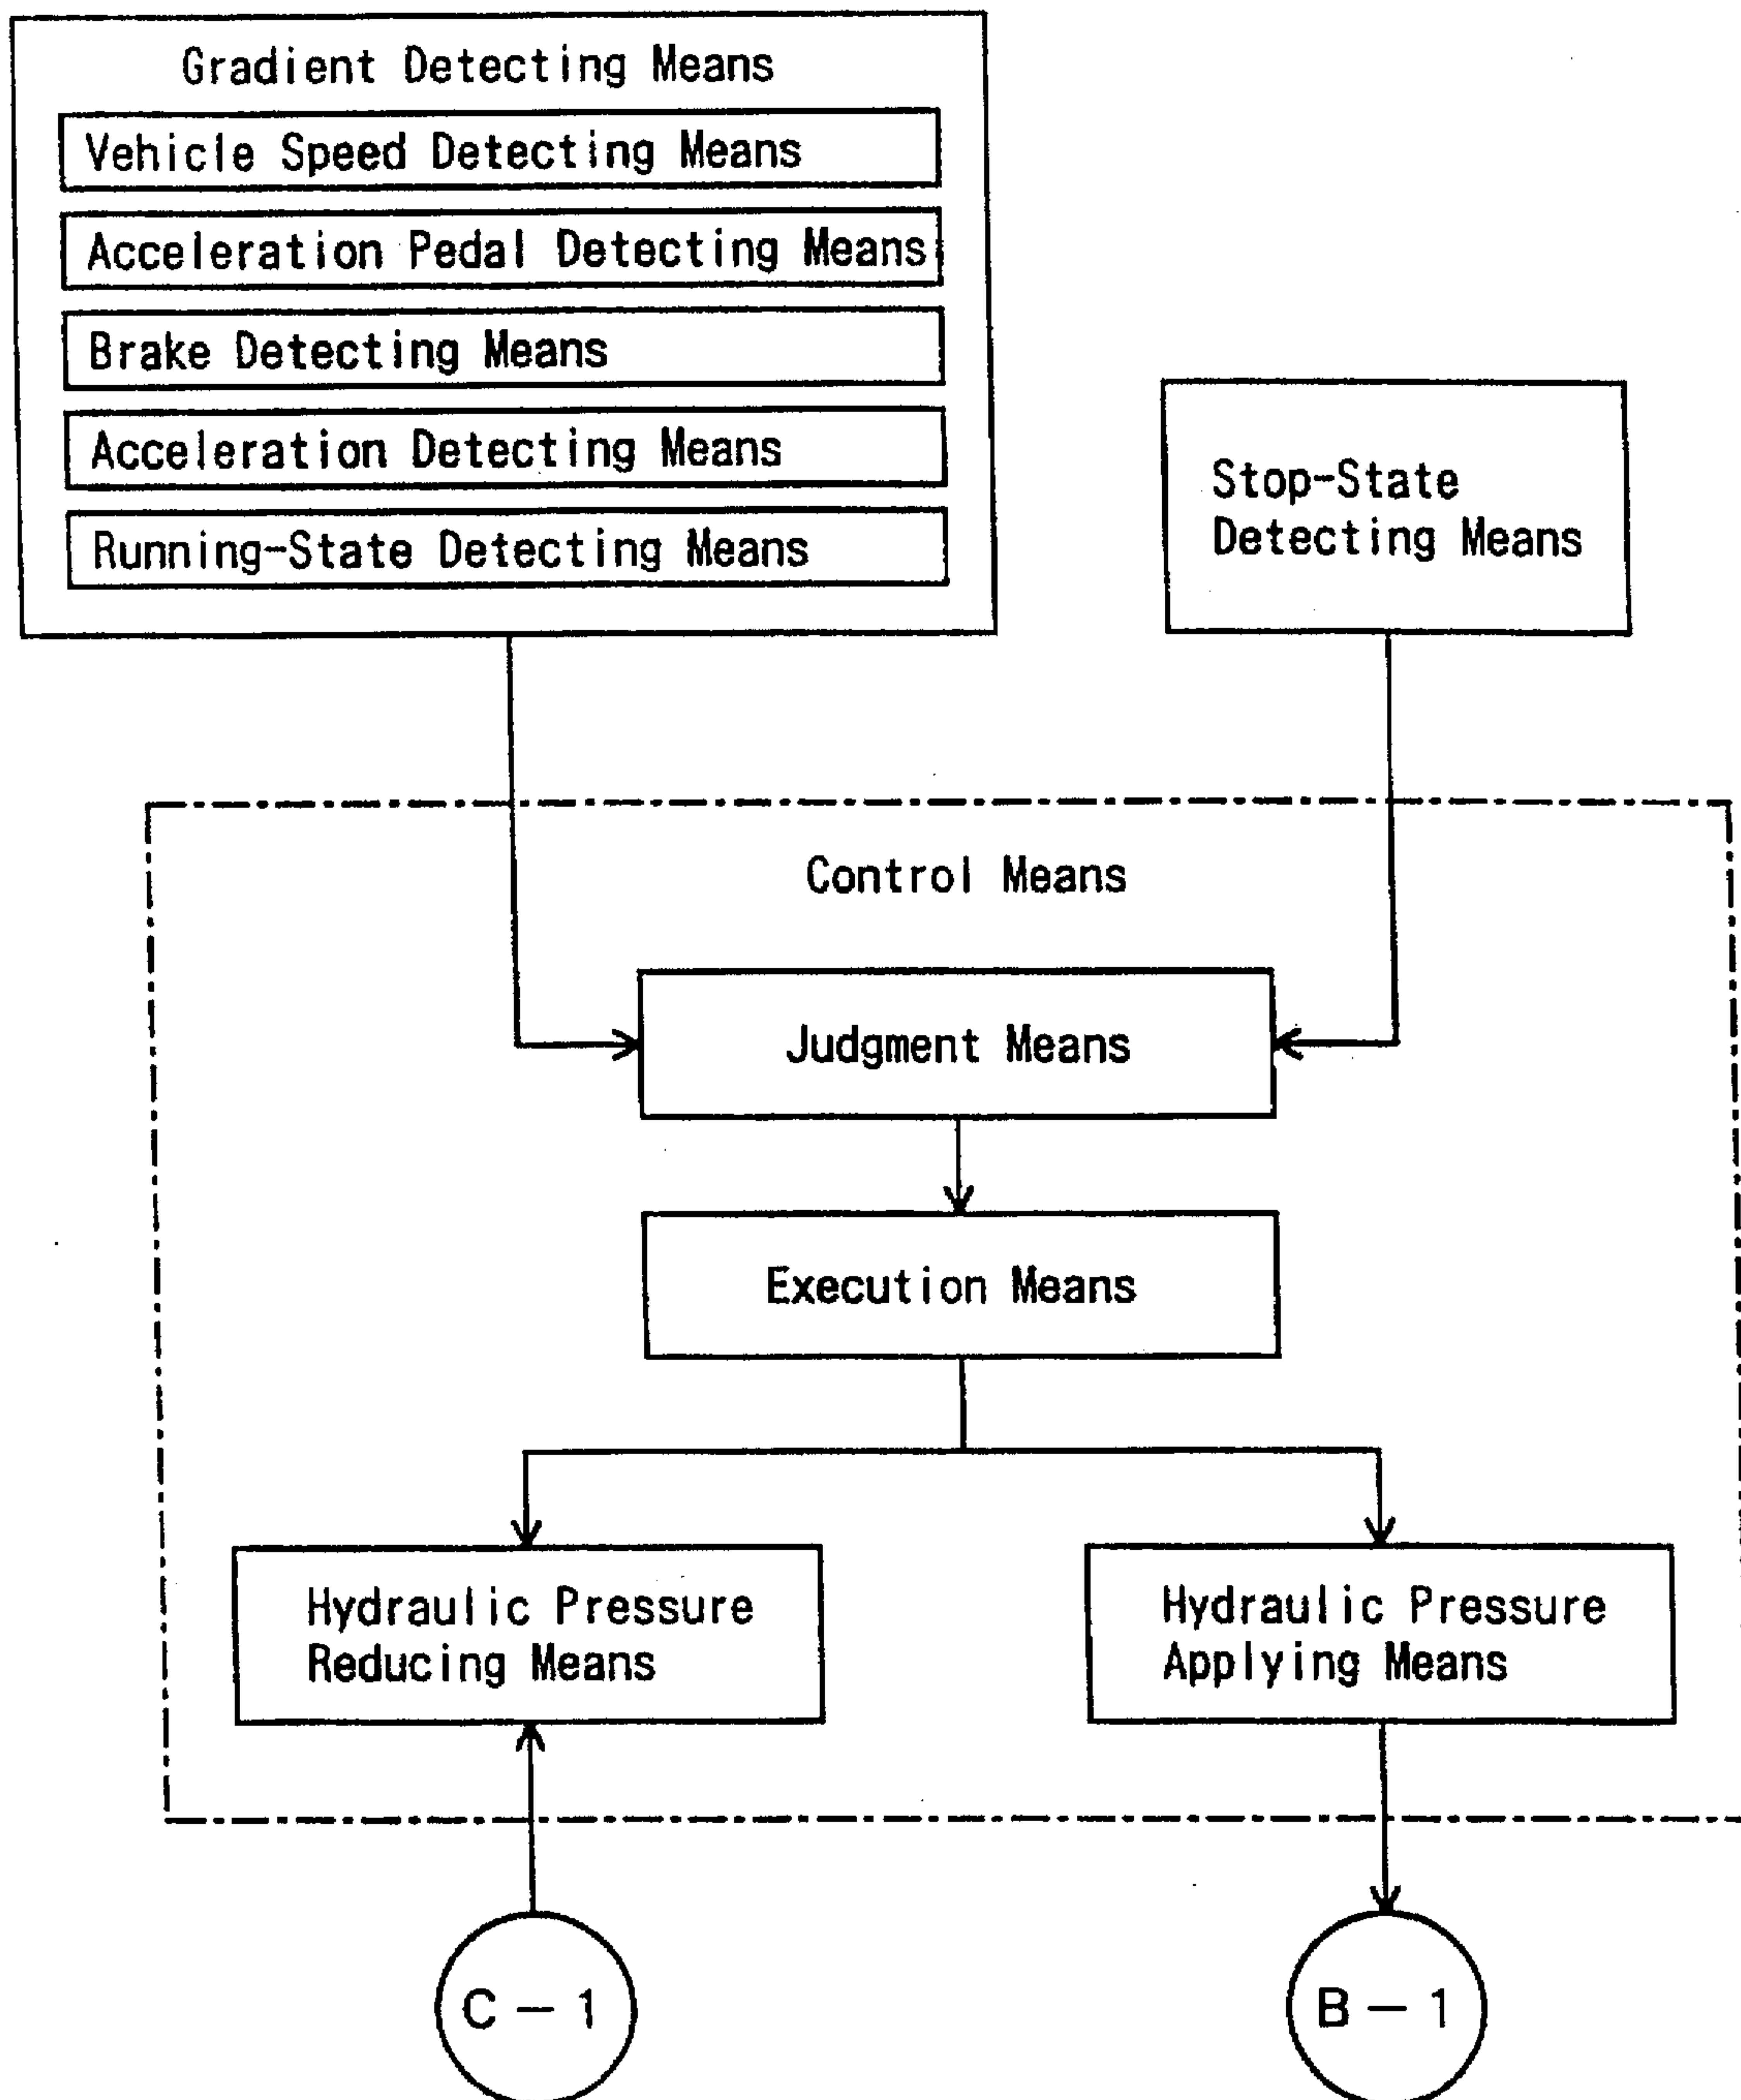 Gradient Detecting Means
Vehicle Speed Detecting Means
Acceleration Pedal Detecting Means
Brake Detecting Means
Acceleration Detecting Means
Running-State Detecting Means
Stop-State
Detecting Means
Control Means
Judgment Means
Execution Means
Hydraulic Pressure
Reducing Means
Hydraulic Pressure
Applying Means
C-1
B-1